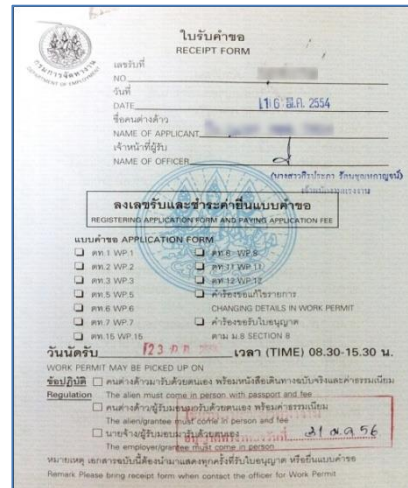 ใบรับคำขอ
RECEIPT FORM
กรมการจัดหางาน
DEPARTMENT OF EMPLOYMENT
เลขรับที่
NO.
วันที่
DATE 16 มี.ค. 2554
ชื่อคนต่างด้าว
NAME OF APPLICANT
เจ้าหน้าที่ผู้รับ
NAME OF OFFICER
ลงเลขรับและชำระค่ายื่นแบบคำขอ
REGISTERING APPLICATION FORM AND PAYING APPLICATION FEE
แบบคำขอ APPLICATION FORM
ตท.1 WP.1 ตท.8 WP.8
ตท.2 WP.2 ตท.11 WP.11
ตท.3 WP.3 ตท.12 WP.12
ตท.5 WP.5 คำร้องขอแก้ไขรายการ
ตท.6 WP.6 CHANGING DETAILS IN WORK PERMIT
ตท.7 WP.7 คำร้องขอรับใบอนุญาต
ตท.15 WP.15 ตาม ม.8 SECTION 8
วันนัดรับ 23 เวลา (TIME) 08.30-15.30 น.
WORK PERMIT MAY BE PICKED UP ON
ข้อปฏิบัติ คนต่างด้าวมารับด้วยตนเอง พร้อมหนังสือเดินทางฉบับจริงและค่าธรรมเนียม
Regulation The alien must come in person with passport and fee
คนต่างด้าว/ผู้รับมอบมารับด้วยตนเอง พร้อมค่าธรรมเนียม
The alien/grantee must come in person and fee
นายจ้าง/ผู้รับมอบมารับด้วยตนเอง
The employer/grantee must come in person
หมายเหตุ เอกสารฉบับนี้ต้องนำมาแสดงทุกครั้งที่รับใบอนุญาต หรือยื่นแบบคำขอ
Remark Please bring receipt form when contact the officer for Work Permit